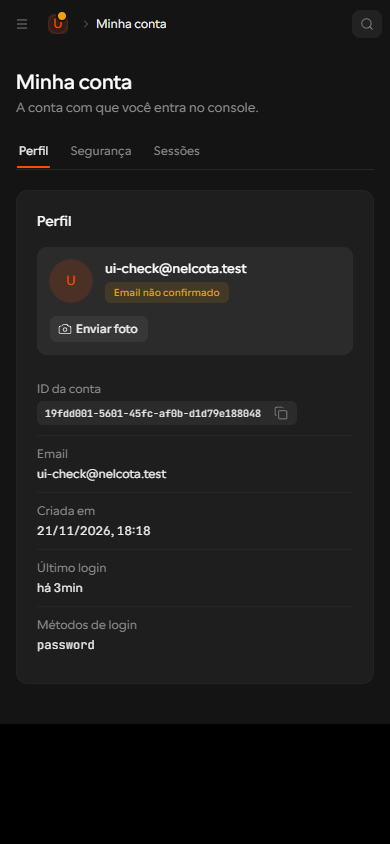 U
Minha conta
Minha conta
A conta com que você entra no console.
Perfil
Segurança
Sessões
Perfil
U
ui-check@nelcota.test
Email não confirmado
Enviar foto
ID da conta
19fdd001-5601-45fc-af0b-d1d79e188048
Email
ui-check@nelcota.test
Criada em
21/11/2026, 18:18
Último login
há 3min
Métodos de login
password